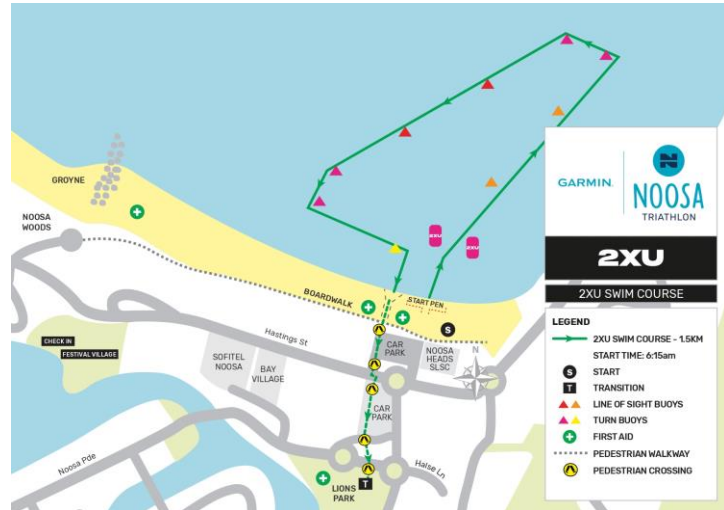 GROYNE
NOOSA
WOODS
BOARDWALK
START PEN
2XU
2XU
S
Hastings St
CHECK IN
FESTIVAL VILLAGE
SOFITEL
NOOSA
BAY
VILLAGE
CAR
PARK
NOOSA
HEADS
SLSC
N
CAR
PARK
Noosa Pde
Halse Ln
LIONS
PARK
T
GARMIN
N
NOOSA
TRIATHLON
2XU
2XU SWIM COURSE
LEGEND
2XU SWIM COURSE - 1.5KM
START TIME: 6:15am
S START
T TRANSITION
LINE OF SIGHT BUOYS
TURN BUOYS
FIRST AID
PEDESTRIAN WALKWAY
PEDESTRIAN CROSSING